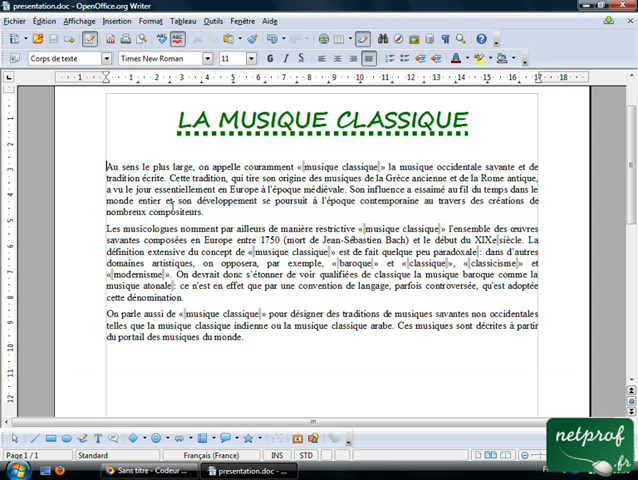 presentation.doc - OpenOffice.org Writer
Fichier Édition Affichage Insertion Format Tableau Outils Fenêtre Aide
Corps de texte Times New Roman 11 G I S
LA MUSIQUE CLASSIQUE
Au sens le plus large, on appelle couramment « musique classique » la musique occidentale savante et de
tradition écrite. Cette tradition, qui tire son origine des musiques de la Grèce ancienne et de la Rome antique,
a vu le jour essentiellement en Europe à l'époque médiévale. Son influence a essaimé au fil du temps dans le
monde entier et son développement se poursuit à l'époque contemporaine au travers des créations de
nombreux compositeurs.
Les musicologues nomment par ailleurs de manière restrictive « musique classique » l'ensemble des œuvres
savantes composées en Europe entre 1750 (mort de Jean-Sébastien Bach) et le début du XIXe siècle. La
définition extensive du concept de « musique classique » est de fait quelque peu paradoxale : dans d'autres
domaines artistiques, on opposera, par exemple, « baroque » et « classique », « classicisme » et
« modernisme ». On devrait donc s'étonner de voir qualifiées de classique la musique baroque comme la
musique atonale : ce n'est en effet que par une convention de langage, parfois controversée, qu'est adoptée
cette dénomination.
On parle aussi de « musique classique » pour désigner des traditions de musiques savantes non occidentales
telles que la musique classique indienne ou la musique classique arabe. Ces musiques sont décrites à partir
du portail des musiques du monde.
Page 1 / 1 Standard Français (France) INS STD
Sans titre - Codeur ... presentation.doc - ...
netprof
.fr